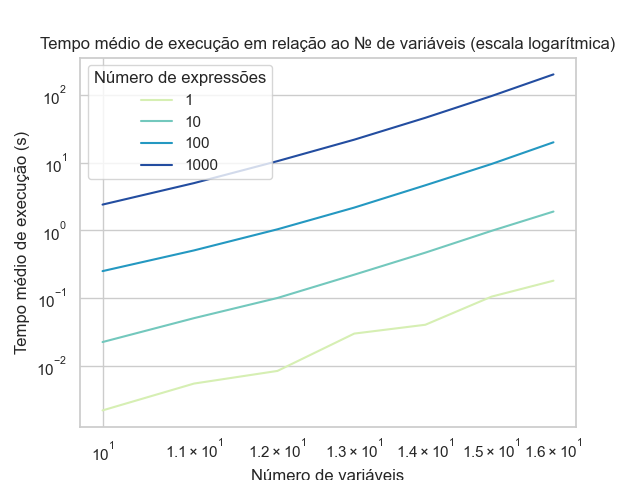 Tempo médio de execução em relação ao Nº de variáveis (escala logarítmica)
Número de expressões
1
10
100
1000
Tempo médio de execução (s)
10²
10¹
10⁰
10⁻¹
10⁻²
10¹
1.1 × 10¹
1.2 × 10¹
1.3 × 10¹
1.4 × 10¹
1.5 × 10¹
1.6 × 10¹
Número de variáveis